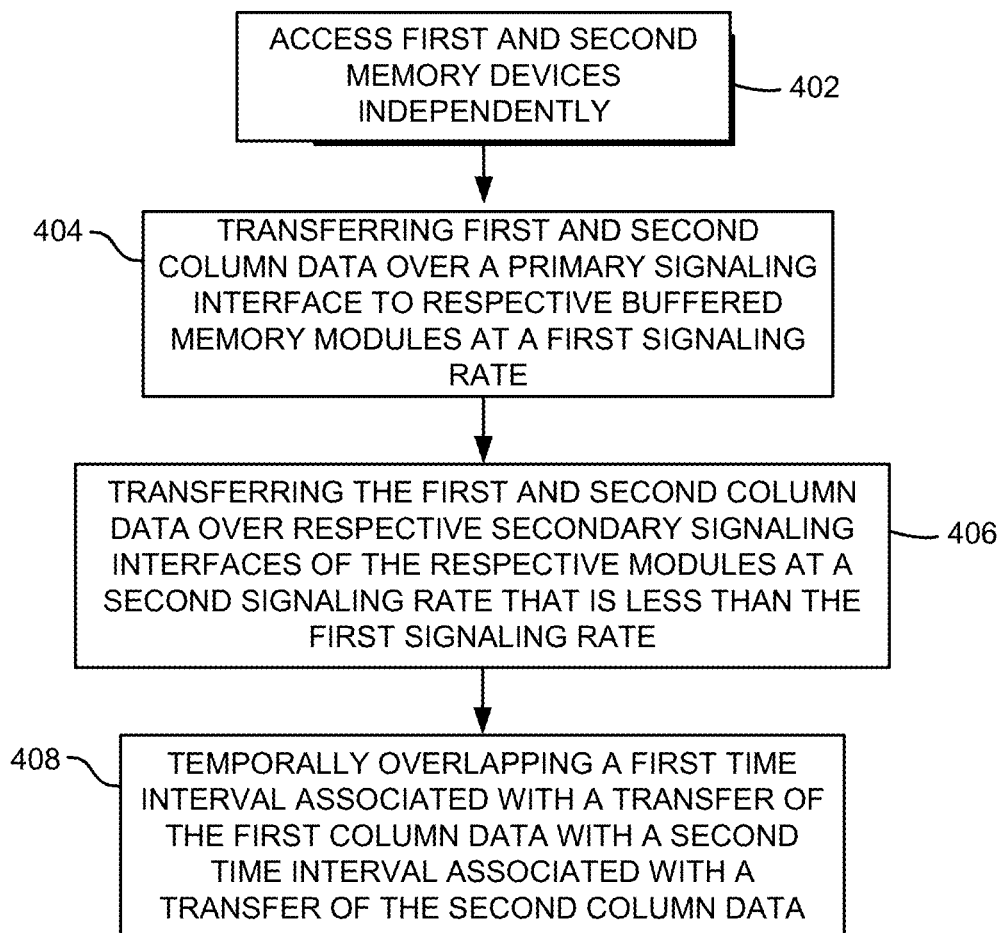 ACCESS FIRST AND SECOND
MEMORY DEVICES
INDEPENDENTLY
402
404
TRANSFERRING FIRST AND SECOND
COLUMN DATA OVER A PRIMARY SIGNALING
INTERFACE TO RESPECTIVE BUFFERED
MEMORY MODULES AT A FIRST SIGNALING
RATE
TRANSFERRING THE FIRST AND SECOND COLUMN
DATA OVER RESPECTIVE SECONDARY SIGNALING
INTERFACES OF THE RESPECTIVE MODULES AT A
SECOND SIGNALING RATE THAT IS LESS THAN THE
FIRST SIGNALING RATE
406
408
TEMPORALLY OVERLAPPING A FIRST TIME
INTERVAL ASSOCIATED WITH A TRANSFER OF
THE FIRST COLUMN DATA WITH A SECOND
TIME INTERVAL ASSOCIATED WITH A
TRANSFER OF THE SECOND COLUMN DATA